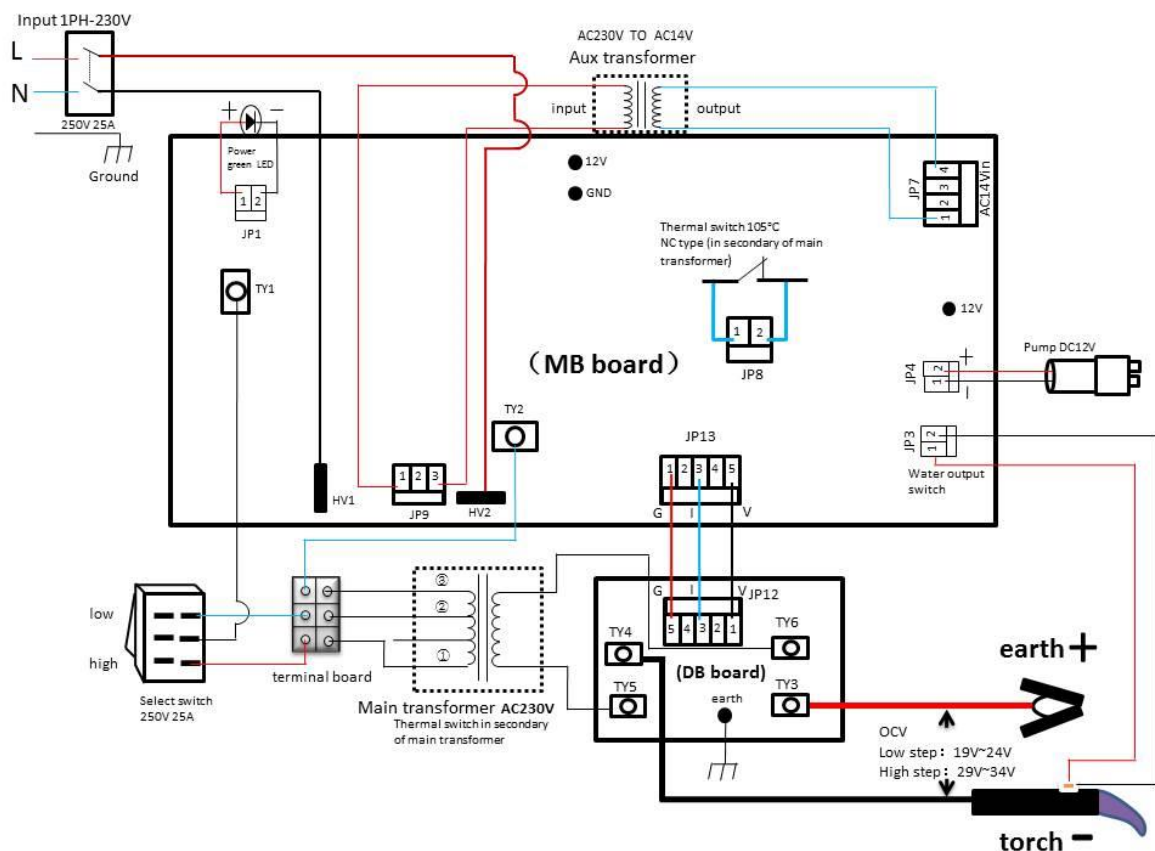 Input 1PH-230V
L
N
250V 25A
Ground
+ −
Power
green LED
1 2
JP1
AC230V TO AC14V
Aux transformer
input
output
12V
GND
JP7
4
3
2
1
AC14Vin
Thermal switch 105°C
NC type (in secondary of main
transformer)
1 2
JP8
TY1
12V
(MB board)
Pump DC12V
JP4
2
1
+
−
TY2
JP3
2
1
Water output
switch
JP13
1 2 3 4 5
G I V
HV1
1 2 3
JP9
HV2
low
high
Select switch
250V 25A
terminal board
③
②
①
Main transformer AC230V
Thermal switch in secondary
of main transformer
G I V
JP12
5 4 3 2 1
TY4
TY6
(DB board)
TY5
earth
TY3
earth +
OCV
Low step: 19V~24V
High step: 29V~34V
torch −